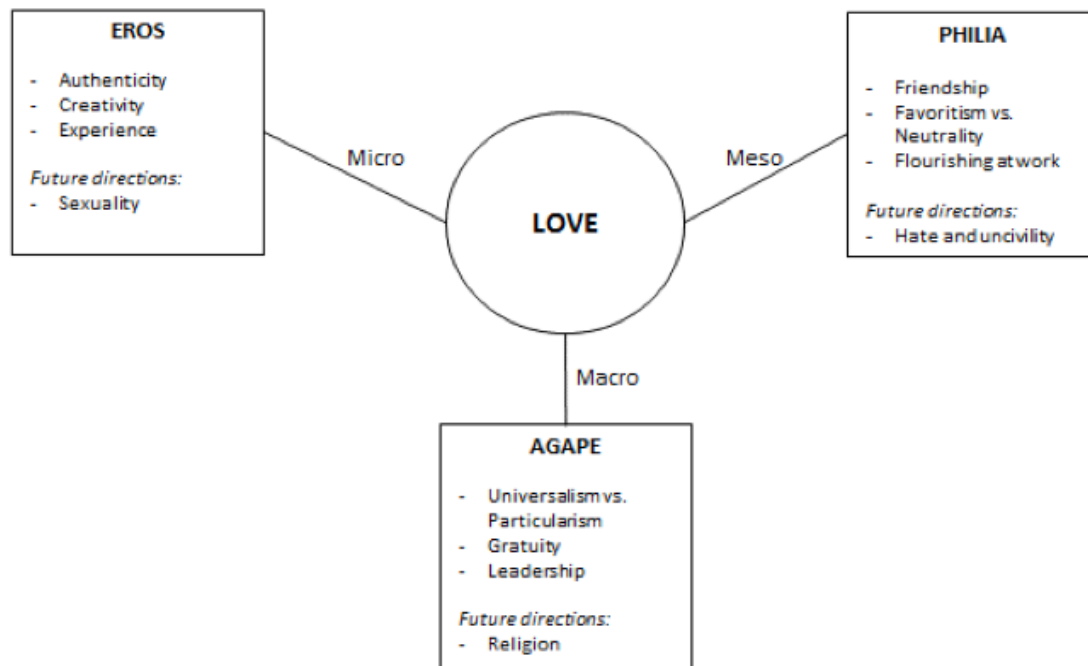 EROS
- Authenticity
- Creativity
- Experience
Future directions:
- Sexuality
Micro
LOVE
Meso
PHILIA
- Friendship
- Favoritism vs.
Neutrality
- Flourishing at work
Future directions:
- Hate and uncivility
Macro
AGAPE
- Universalism vs.
Particularism
- Gratuity
- Leadership
Future directions:
- Religion